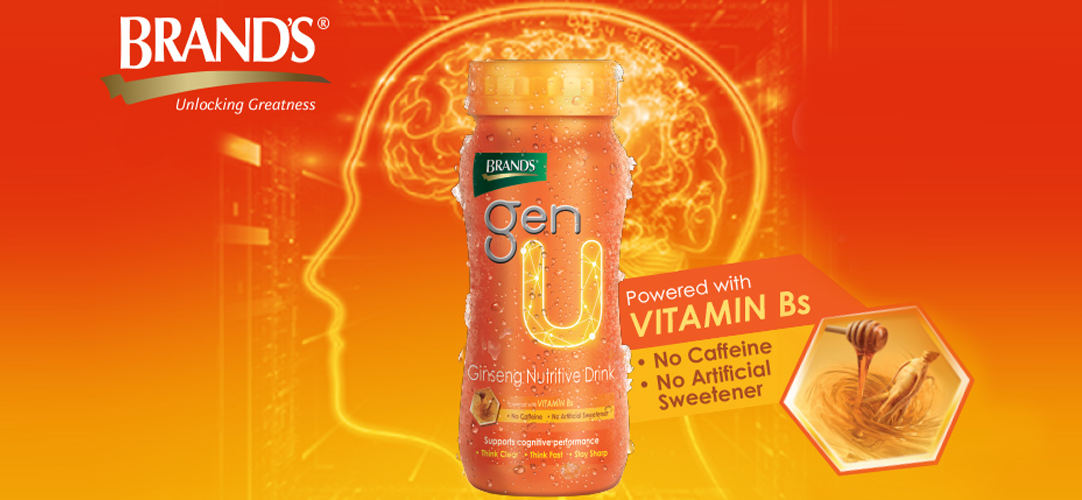 BRAND'S®
Unlocking Greatness
BRAND'S®
gen
U
Ginseng Nutritive Drink
Powered with VITAMIN Bs
• No Caffeine • No Artificial Sweetener
Supports cognitive performance
• Think Clear • Think Fast • Stay Sharp
Powered with
VITAMIN Bs
• No Caffeine
• No Artificial
Sweetener